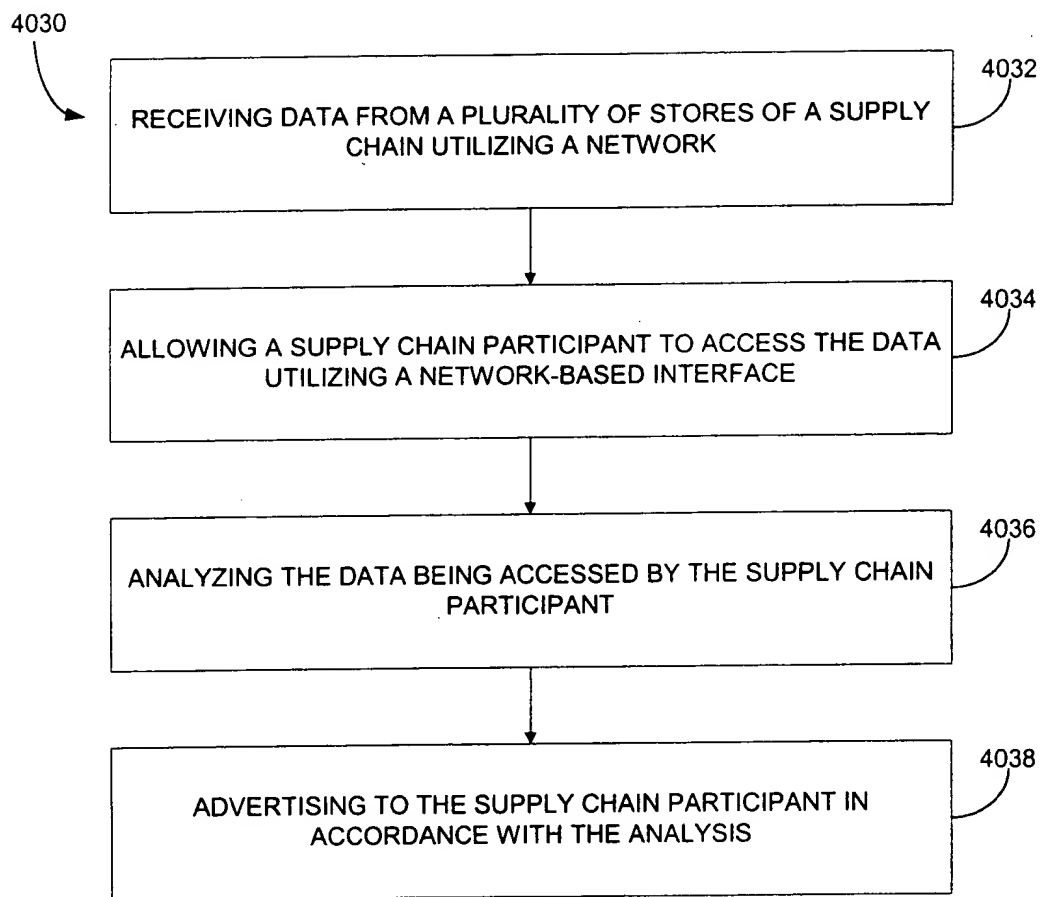 4030
4032
RECEIVING DATA FROM A PLURALITY OF STORES OF A SUPPLY
CHAIN UTILIZING A NETWORK
4034
ALLOWING A SUPPLY CHAIN PARTICIPANT TO ACCESS THE DATA
UTILIZING A NETWORK-BASED INTERFACE
4036
ANALYZING THE DATA BEING ACCESSED BY THE SUPPLY CHAIN
PARTICIPANT
4038
ADVERTISING TO THE SUPPLY CHAIN PARTICIPANT IN
ACCORDANCE WITH THE ANALYSIS